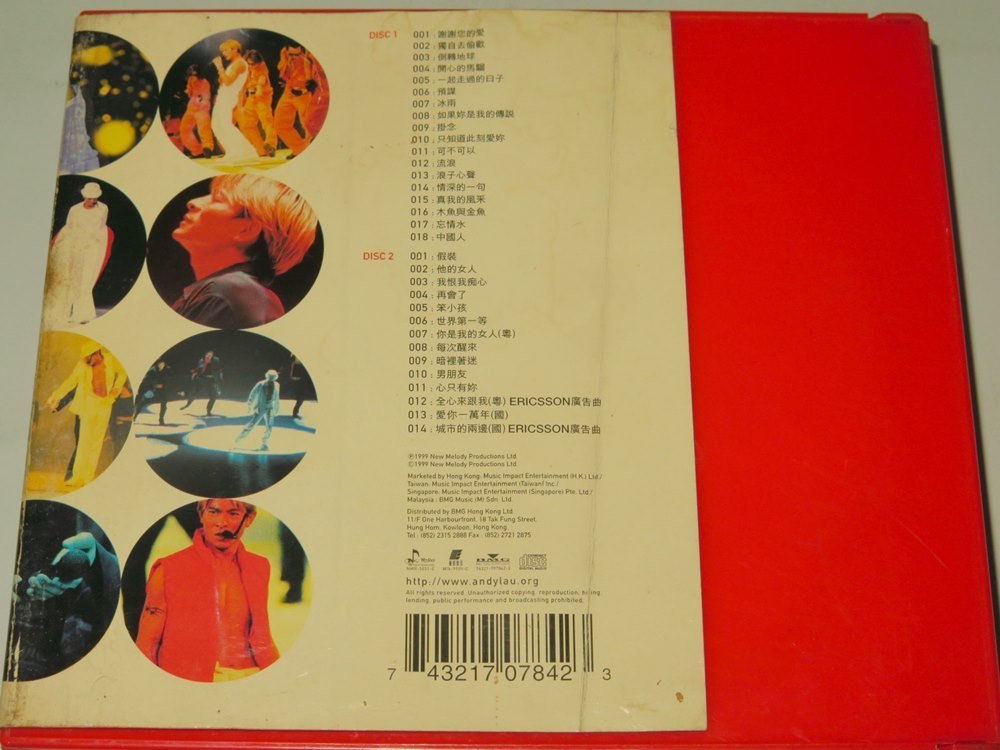 DISC 1
001 : 謝謝您的愛
002 : 獨自去偷歡
003 : 倒轉地球
004 : 開心的馬騮
005 : 一起走過的日子
006 : 預謀
007 : 冰雨
008 : 如果妳是我的傳說
009 : 掛念
010 : 只知道此刻愛妳
011 : 可不可以
012 : 流浪
013 : 浪子心聲
014 : 情深的一句
015 : 真我的風采
016 : 木魚與金魚
017 : 忘情水
018 : 中國人
DISC 2
001 : 假裝
002 : 他的女人
003 : 我恨我痴心
004 : 再會了
005 : 笨小孩
006 : 世界第一等
007 : 你是我的女人(粵)
008 : 每次醒來
009 : 暗裡著迷
010 : 男朋友
011 : 心只有妳
012 : 全心來跟我(粵) ERICSSON廣告曲
013 : 愛你一萬年(國)
014 : 城市的兩邊(國) ERICSSON廣告曲
℗1999 New Melody Productions Ltd.
©1999 New Melody Productions Ltd.
Marketed by Hong Kong: Music Impact Entertainment (H.K.) Ltd./
Taiwan: Music Impact Entertainment (Taiwan) Inc./
Singapore: Music Impact Entertainment (Singapore) Pte. Ltd./
Malaysia : BMG Music (M) Sdn. Ltd.
Distributed by BMG Hong Kong Ltd.
11/F One Harbourfront, 18 Tak Fung Street,
Hung Hom, Kowloon, Hong Kong.
Tel : (852) 2315 2888 Fax : (852) 2721 2875
BMG
COMPACT disc DIGITAL AUDIO
http://www.andylau.org
All rights reserved. Unauthorized copying, reproduction, hiring,
lending, public performance and broadcasting prohibited.
7 43217 07842 3